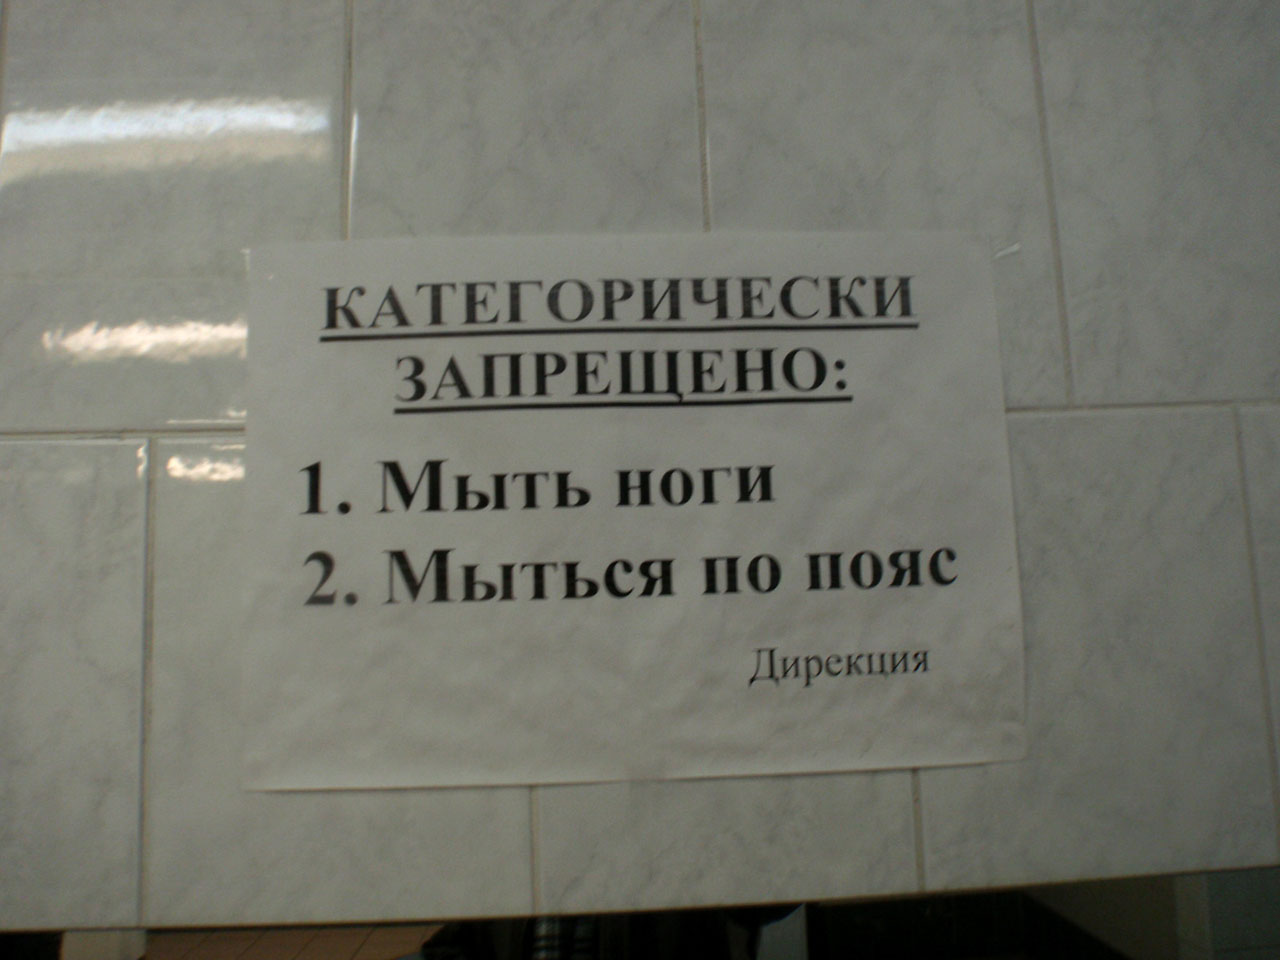 КАТЕГОРИЧЕСКИ
ЗАПРЕЩЕНО:
1. Мыть ноги
2. Мыться по пояс
Дирекция